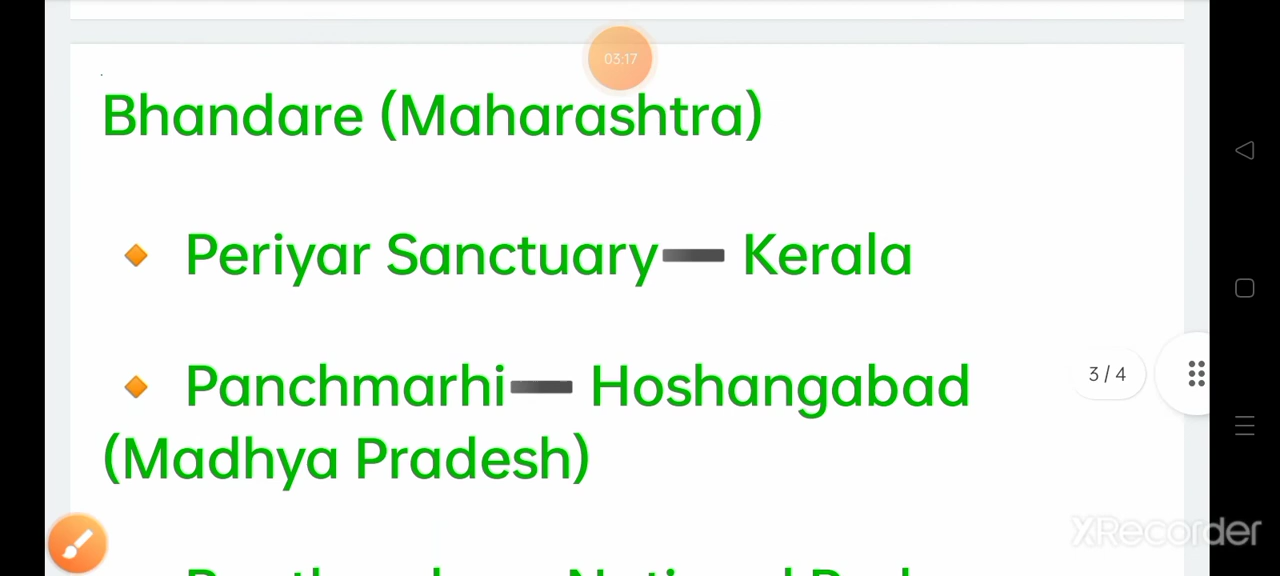 03:17
Bhandare (Maharashtra)
🔸 Periyar Sanctuary➖ Kerala
🔸 Panchmarhi➖ Hoshangabad
(Madhya Pradesh)
3 / 4
XRecorder